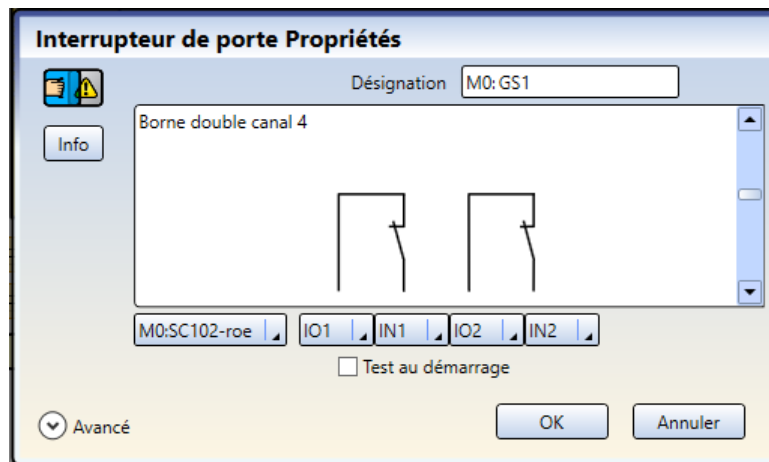 Interrupteur de porte Propriétés
Désignation M0: GS1
Info
Borne double canal 4
M0:SC102-roe IO1 IN1 IO2 IN2
Test au démarrage
Avancé OK Annuler